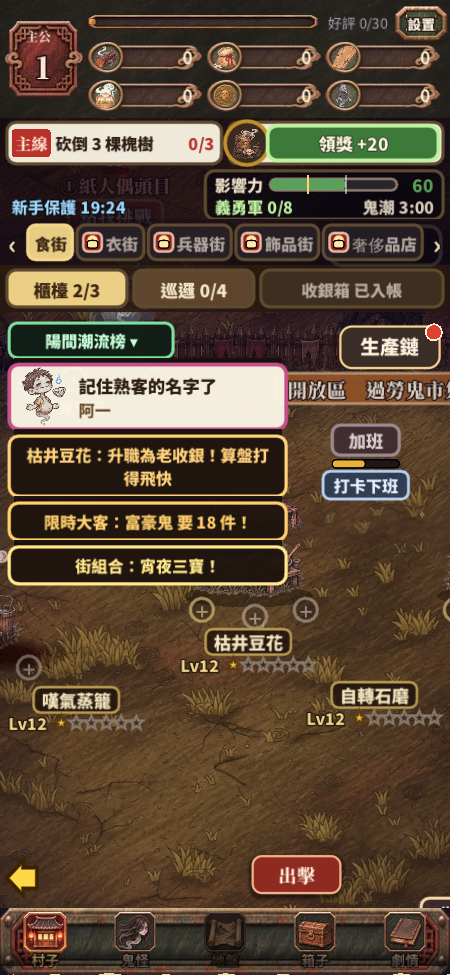 主公
1
好評 0/30
設置
0
0
0
0
0
0
主線 砍倒 3 棵槐樹 0/3
領獎 +20
紙人偶頭目
影響力 60
新手保護 19:24
義勇軍 0/8 鬼潮 3:00
‹ 食街 衣街 兵器街 飾品街 奢侈品店 ›
櫃檯 2/3
巡邏 0/4
收銀箱 已入帳
陽間潮流榜 ▾
生產鏈
記住熟客的名字了
阿一
開放區 過勞鬼市
加班
打卡下班
枯井豆花：升職為老收銀！算盤打
得飛快
限時大客：富豪鬼 要 18 件！
街組合：宵夜三寶！
枯井豆花
Lv12 ★☆☆☆☆☆
嘆氣蒸籠
Lv12 ★☆☆☆☆☆
自轉石磨
Lv12 ★☆☆☆☆☆
出擊
村子
鬼怪
地盤
箱子
劇情